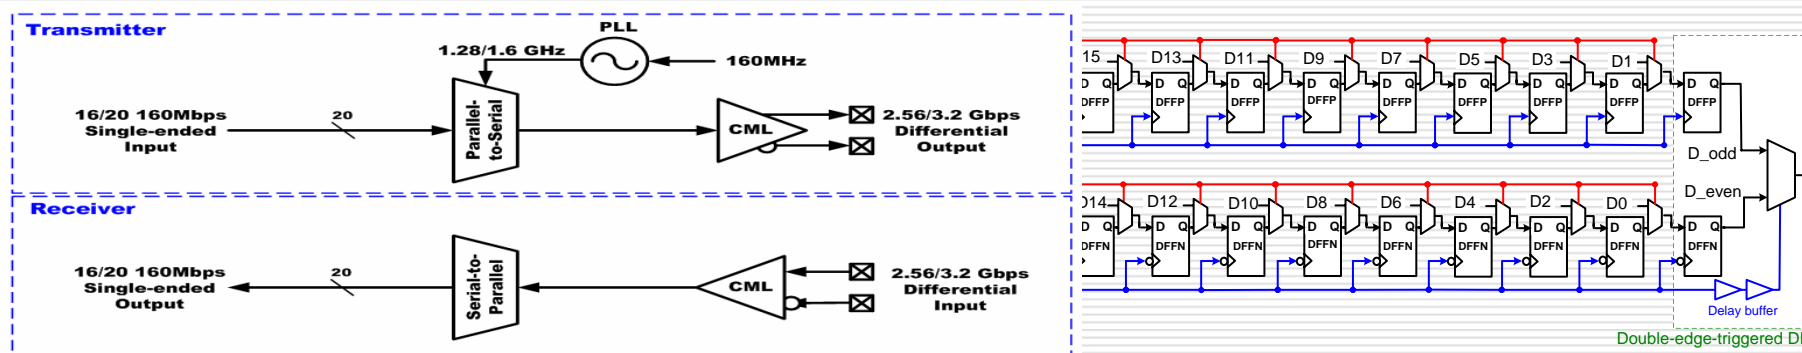 Transmitter
PLL
1.28/1.6 GHz
160MHz
16/20 160Mbps
Single-ended
Input
20
Parallel-
to-Serial
CML
2.56/3.2 Gbps
Differential
Output
Receiver
16/20 160Mbps
Single-ended
Output
20
Serial-to-
Parallel
CML
2.56/3.2 Gbps
Differential
Input
15 D13 D11 D9 D7 D5 D3 D1
D Q D Q D Q D Q D Q D Q D Q D Q D Q
DFFP DFFP DFFP DFFP DFFP DFFP DFFP DFFP DFFP
D_odd
D_even
D14 D12 D10 D8 D6 D4 D2 D0
D Q D Q D Q D Q D Q D Q D Q D Q D Q
DFFN DFFN DFFN DFFN DFFN DFFN DFFN DFFN DFFN
Delay buffer
Double-edge-triggered